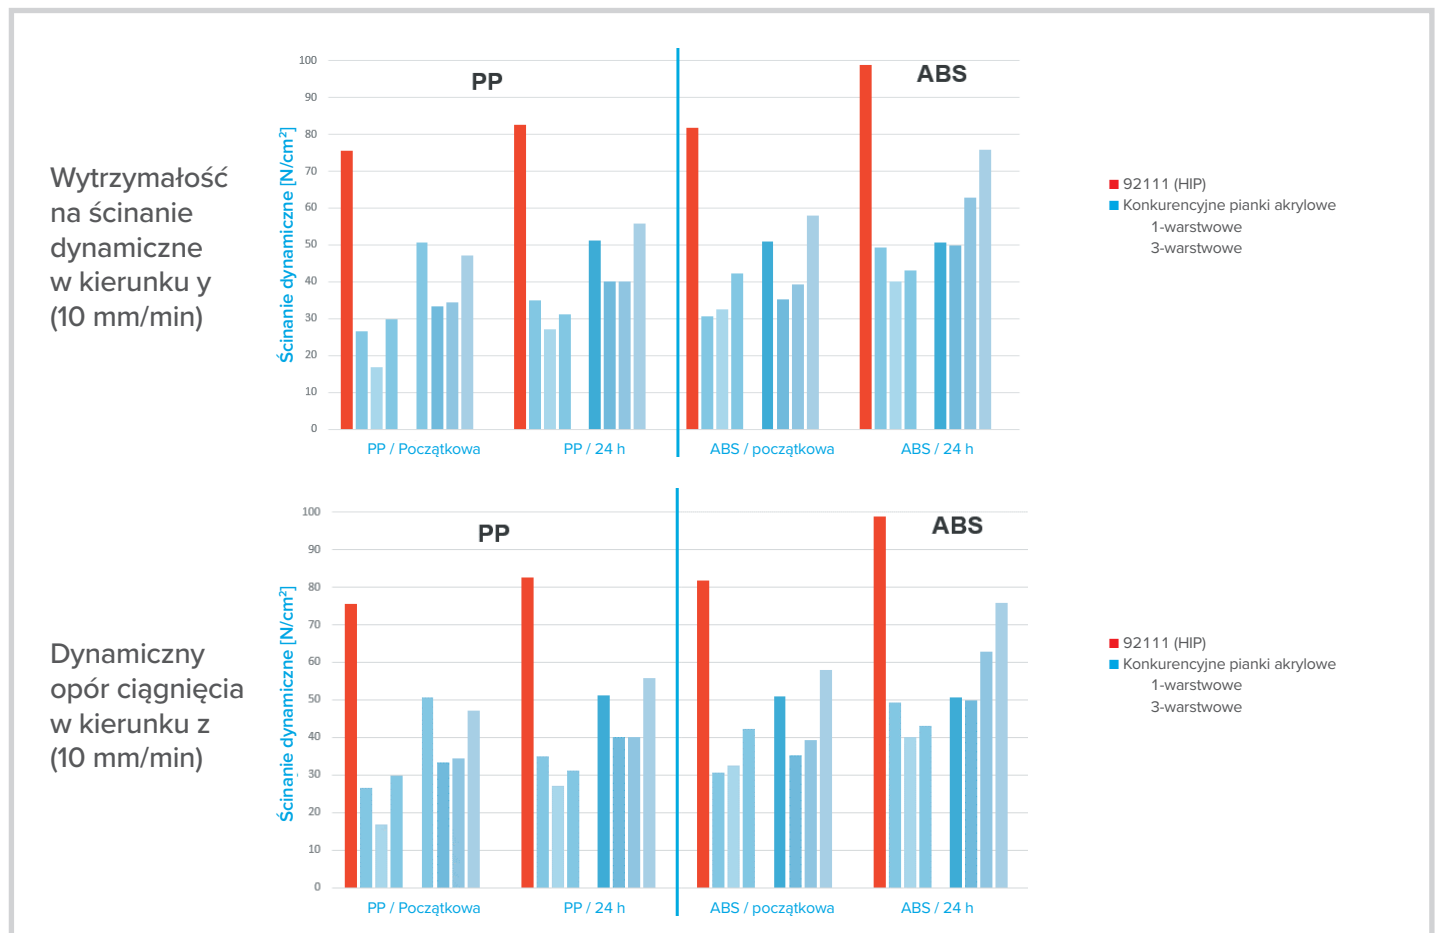 Wytrzymałość
na ścinanie
dynamiczne
w kierunku y
(10 mm/min)
Ścinanie dynamiczne [N/cm²]
100
90
80
70
60
50
40
30
20
10
0
PP
ABS
PP / Początkowa
PP / 24 h
ABS / początkowa
ABS / 24 h
92111 (HIP)
Konkurencyjne pianki akrylowe
1-warstwowe
3-warstwowe
Dynamiczny
opór ciągnięcia
w kierunku z
(10 mm/min)
Ścinanie dynamiczne [N/cm²]
100
90
80
70
60
50
40
30
20
10
0
PP
ABS
PP / Początkowa
PP / 24 h
ABS / początkowa
ABS / 24 h
92111 (HIP)
Konkurencyjne pianki akrylowe
1-warstwowe
3-warstwowe